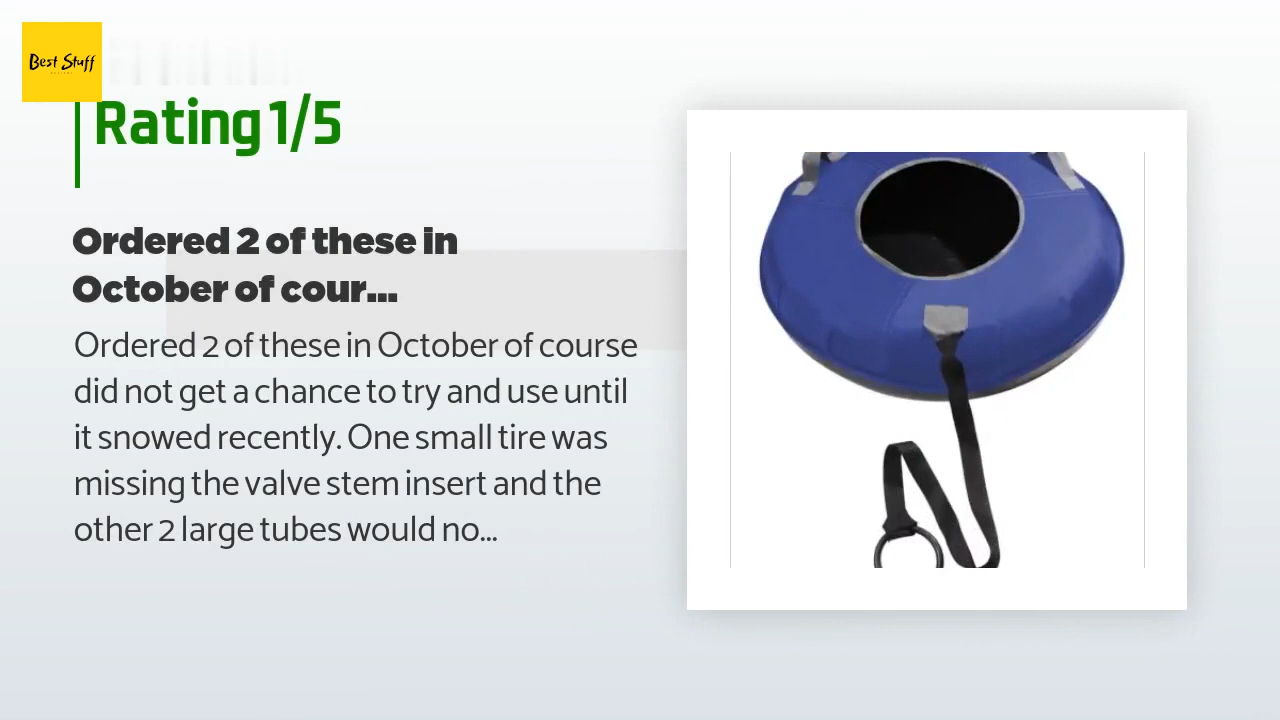 Best Stuff
Rating 1/5
Ordered 2 of these in
October of cour...
Ordered 2 of these in October of course
did not get a chance to try and use until
it snowed recently. One small tire was
missing the valve stem insert and the
other 2 large tubes would no...